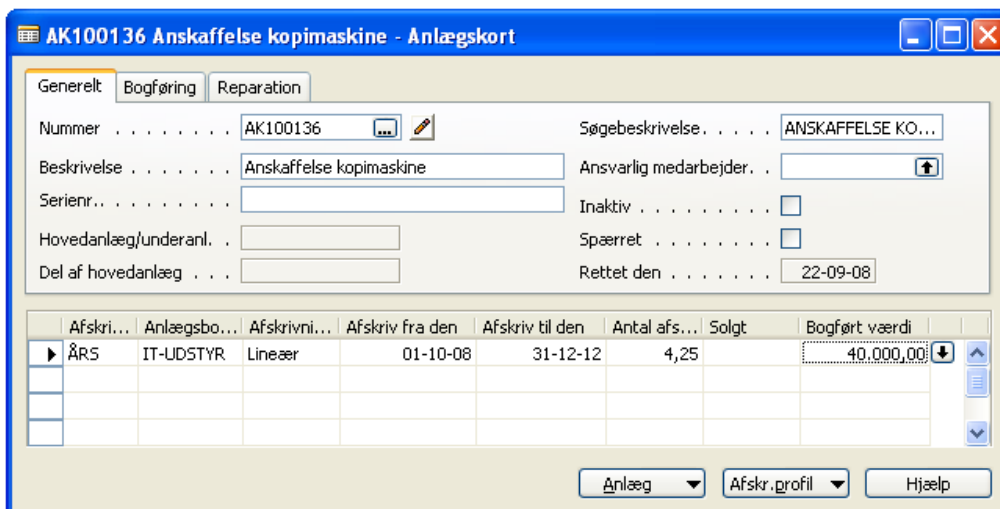 AK100136 Anskaffelse kopimaskine - Anlægskort
Generelt Bogføring Reparation
Nummer . . . . . . . . AK100136 ... Søgebeskrivelse. . . . . ANSKAFFELSE KO...
Beskrivelse . . . . . . . Anskaffelse kopimaskine Ansvarlig medarbejder. .
Serienr.. . . . . . . . . Inaktiv . . . . . . . . .
Hovedanlæg/underanl. . Spærret . . . . . . . .
Del af hovedanlæg . . . Rettet den . . . . . . . 22-09-08
Afskri... Anlægsbo... Afskrivni... Afskriv fra den Afskriv til den Antal afs... Solgt Bogført værdi
ÅRS IT-UDSTYR Lineær 01-10-08 31-12-12 4,25 40.000,00
Anlæg Afskr.profil Hjælp